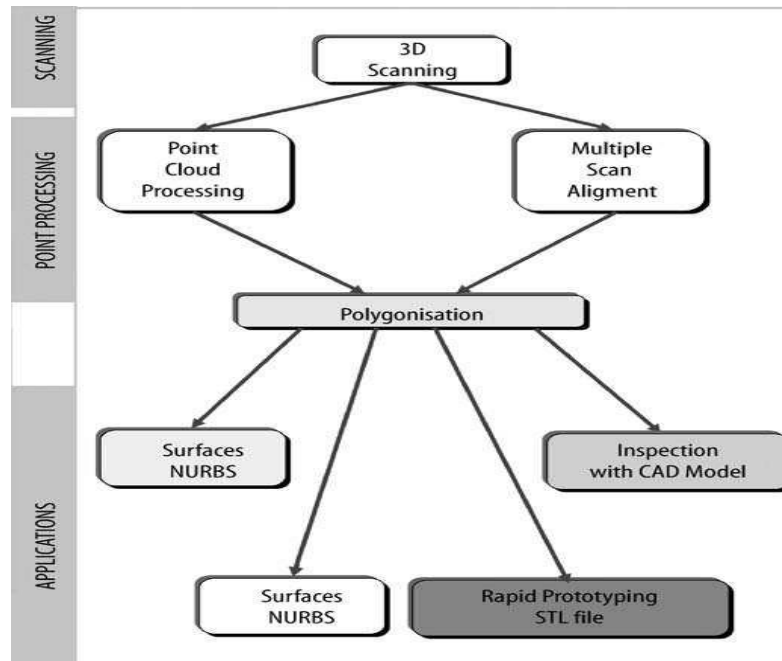 SCANNING
3D
Scanning
POINT PROCESSING
Point
Cloud
Processing
Multiple
Scan
Aligment
Polygonisation
APPLICATIONS
Surfaces
NURBS
Inspection
with CAD Model
Surfaces
NURBS
Rapid Prototyping
STL file